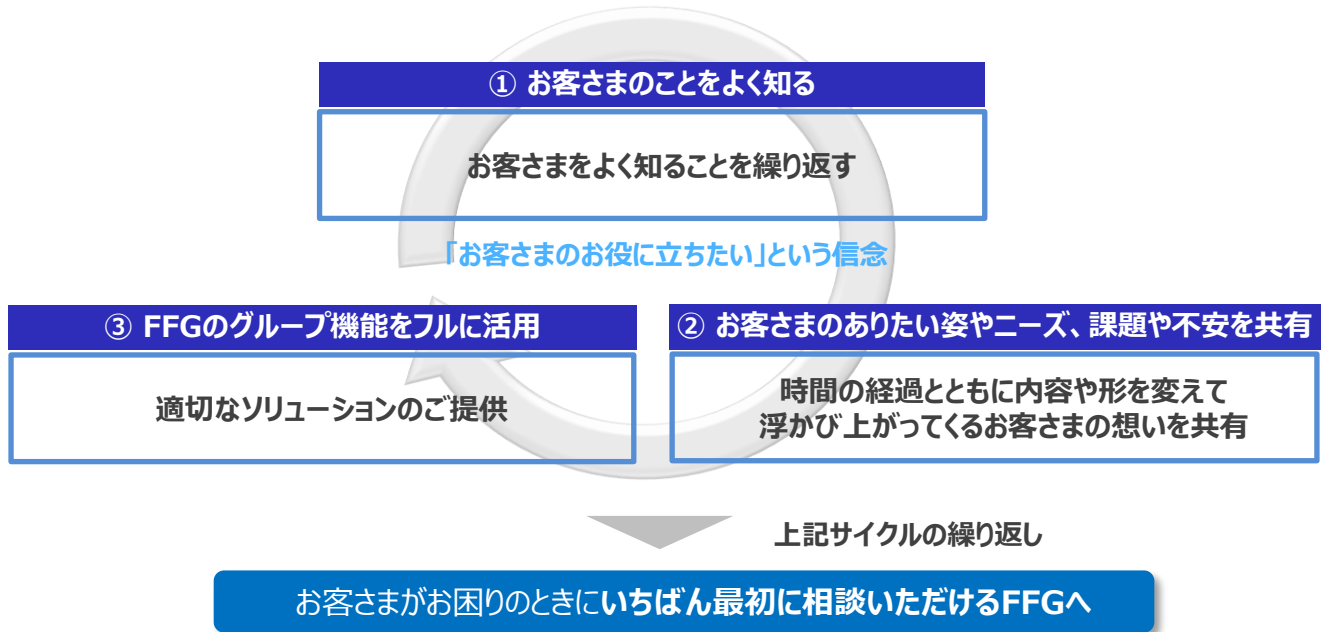 ① お客さまのことをよく知る
お客さまをよく知ることを繰り返す
「お客さまのお役に立ちたい」という信念
③ FFGのグループ機能をフルに活用
適切なソリューションのご提供
② お客さまのありたい姿やニーズ、課題や不安を共有
時間の経過とともに内容や形を変えて
浮かび上がってくるお客さまの想いを共有
上記サイクルの繰り返し
お客さまがお困りのときにいちばん最初に相談いただけるFFGへ